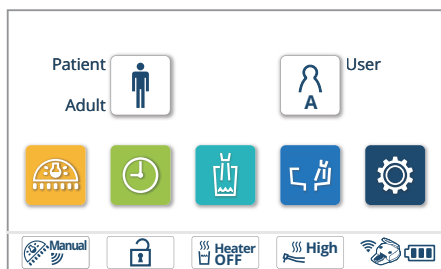 Patient
User
Adult
A
Manual
Heater
OFF
High